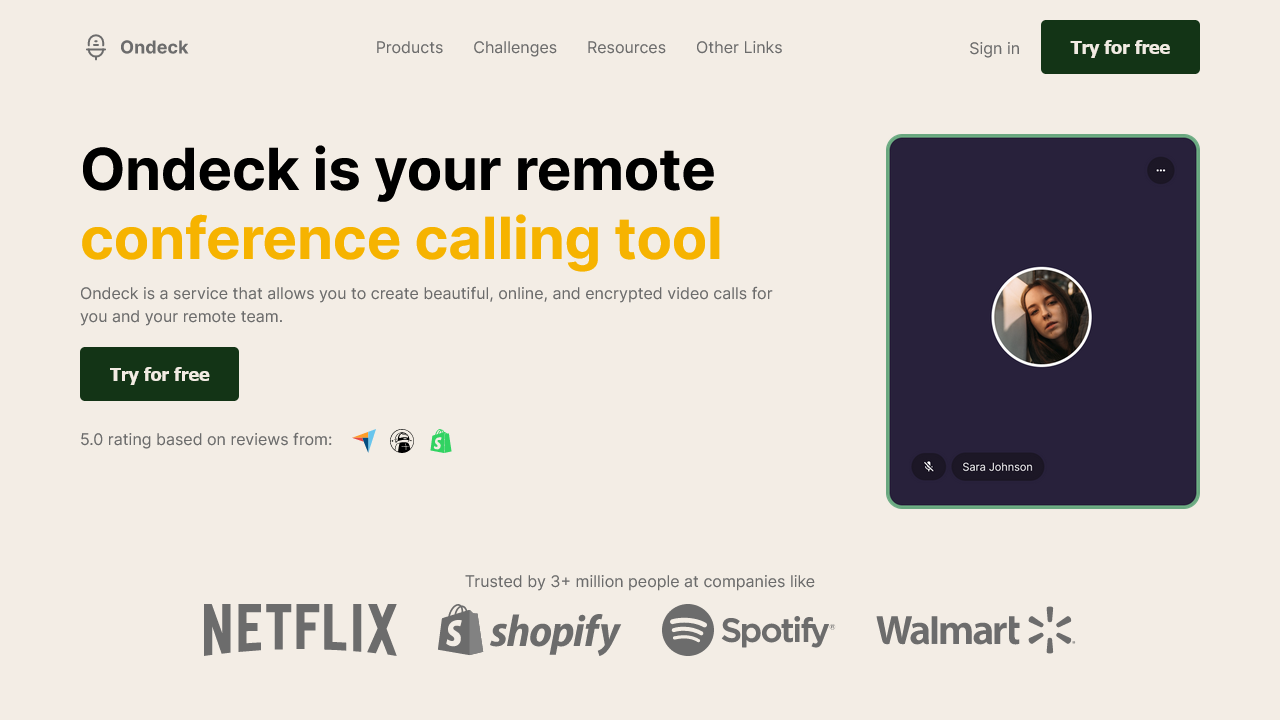 Ondeck
Products
Challenges
Resources
Other Links
Sign in
Try for free
Ondeck is your remote
conference calling tool
Ondeck is a service that allows you to create beautiful, online, and encrypted video calls for
you and your remote team.
Try for free
5.0 rating based on reviews from:
Sara Johnson
Trusted by 3+ million people at companies like
NETFLIX
shopify
Spotify®
Walmart